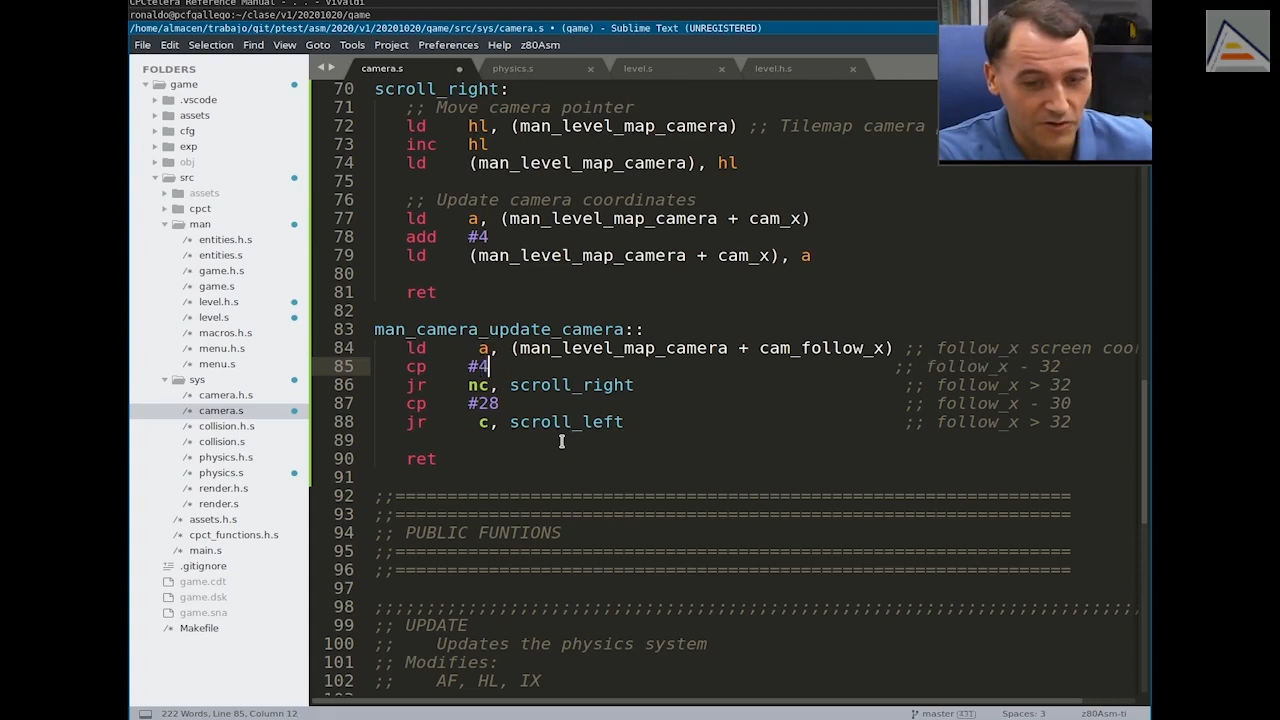 CPCtelera Reference Manual - . . - Vivaldi
ronaldo@pcfgallego:~/clase/v1/20201020/game
/home/almacen/trabajo/git/ptest/asm/2020/v1/20201020/game/src/sys/camera.s • (game) - Sublime Text (UNREGISTERED)
File Edit Selection Find View Goto Tools Project Preferences Help z80Asm
FOLDERS
game
.vscode
assets
cfg
exp
obj
src
assets
cpct
man
entities.h.s
entities.s
game.h.s
game.s
level.h.s
level.s
macros.h.s
menu.h.s
menu.s
sys
camera.h.s
camera.s
collision.h.s
collision.s
physics.h.s
physics.s
render.h.s
render.s
assets.h.s
cpct_functions.h.s
main.s
.gitignore
game.cdt
game.dsk
game.sna
Makefile
camera.s physics.s level.s level.h.s
70 scroll_right:
71 ;; Move camera pointer
72 ld hl, (man_level_map_camera) ;; Tilemap camera
73 inc hl
74 ld (man_level_map_camera), hl
75
76 ;; Update camera coordinates
77 ld a, (man_level_map_camera + cam_x)
78 add #4
79 ld (man_level_map_camera + cam_x), a
80
81 ret
82
83 man_camera_update_camera::
84 ld a, (man_level_map_camera + cam_follow_x) ;; follow_x screen coor
85 cp #4 ;; follow_x - 32
86 jr nc, scroll_right ;; follow_x > 32
87 cp #28 ;; follow_x - 30
88 jr c, scroll_left ;; follow_x > 32
89
90 ret
91
92 ;;=================================================================
93 ;;=================================================================
94 ;; PUBLIC FUNTIONS
95 ;;=================================================================
96 ;;=================================================================
97
98 ;;;;;;;;;;;;;;;;;;;;;;;;;;;;;;;;;;;;;;;;;;;;;;;;;;;;;;;;;;;;;;;;;;;;;;;;;
99 ;; UPDATE
100 ;; Updates the physics system
101 ;; Modifies:
102 ;; AF, HL, IX
222 Words, Line 85, Column 12 master 431 Spaces: 3 z80Asm-ti